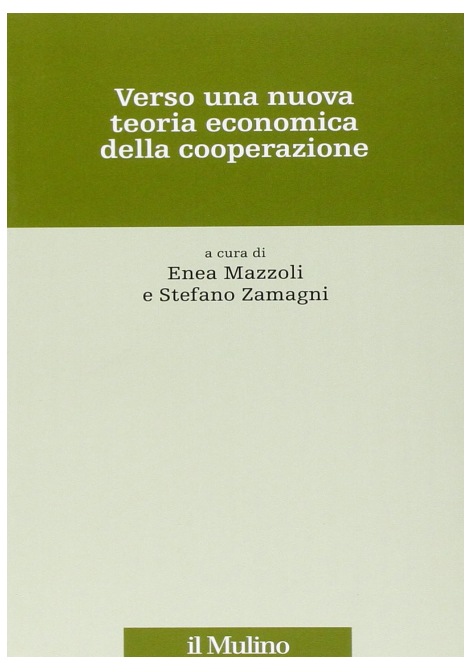 Verso una nuova
teoria economica
della cooperazione
a cura di
Enea Mazzoli
e Stefano Zamagni
il Mulino